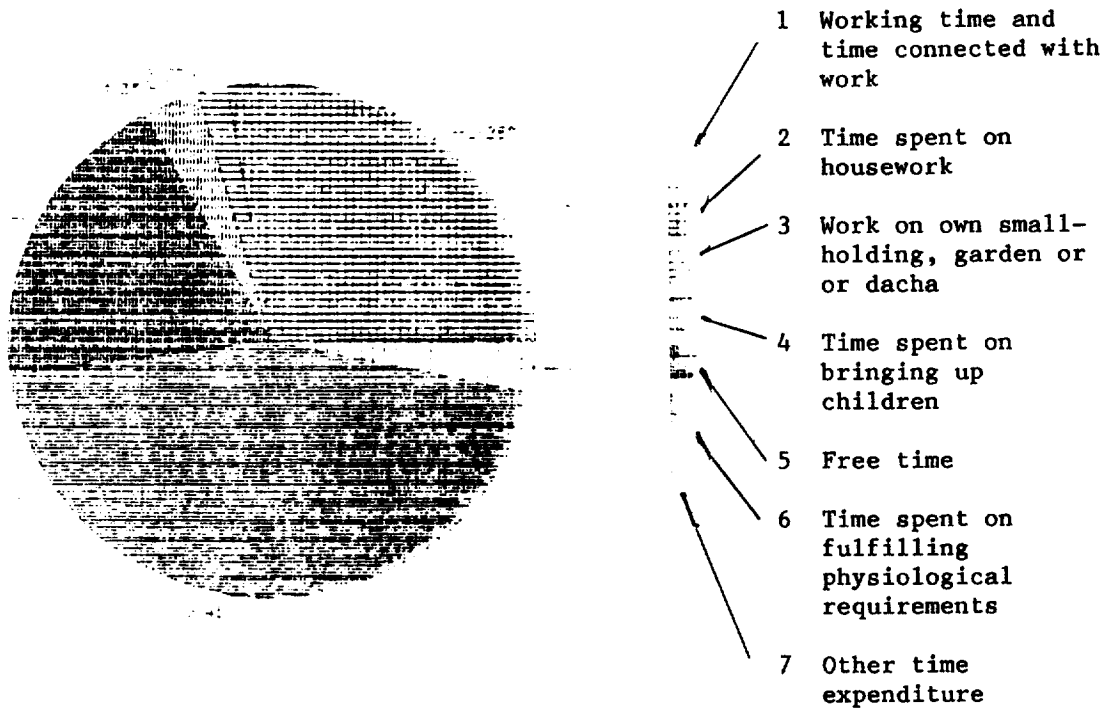 1 Working time and
time connected with
work
2 Time spent on
housework
3 Work on own small-
holding, garden or
or dacha
4 Time spent on
bringing up
children
5 Free time
6 Time spent on
fulfilling
physiological
requirements
7 Other time
expenditure